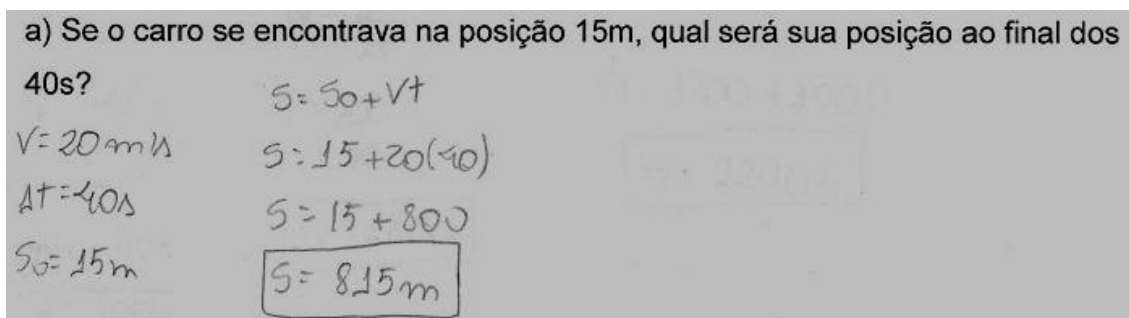 a) Se o carro se encontrava na posição 15m, qual será sua posição ao final dos
40s?
S = So + Vt
V = 20 m/s
S = 15 + 20(40)
Δt = 40s
S = 15 + 800
So = 15m
S = 815m